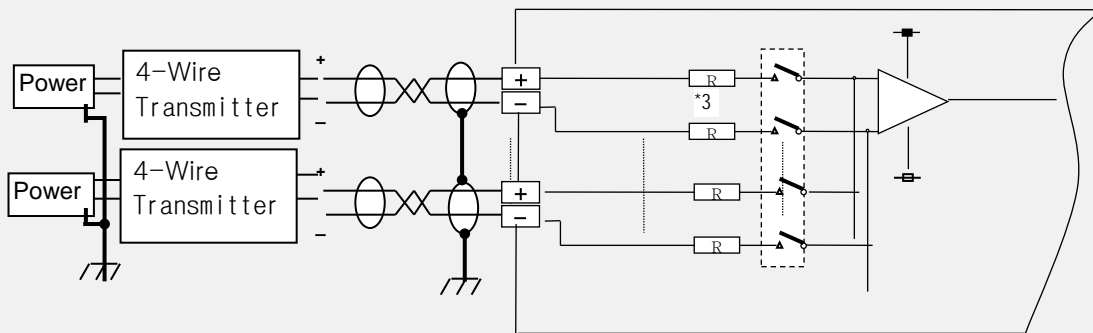 Power
4-Wire
Transmitter
+
−
+
−
R
*3
R
Power
4-Wire
Transmitter
+
−
+
−
R
R